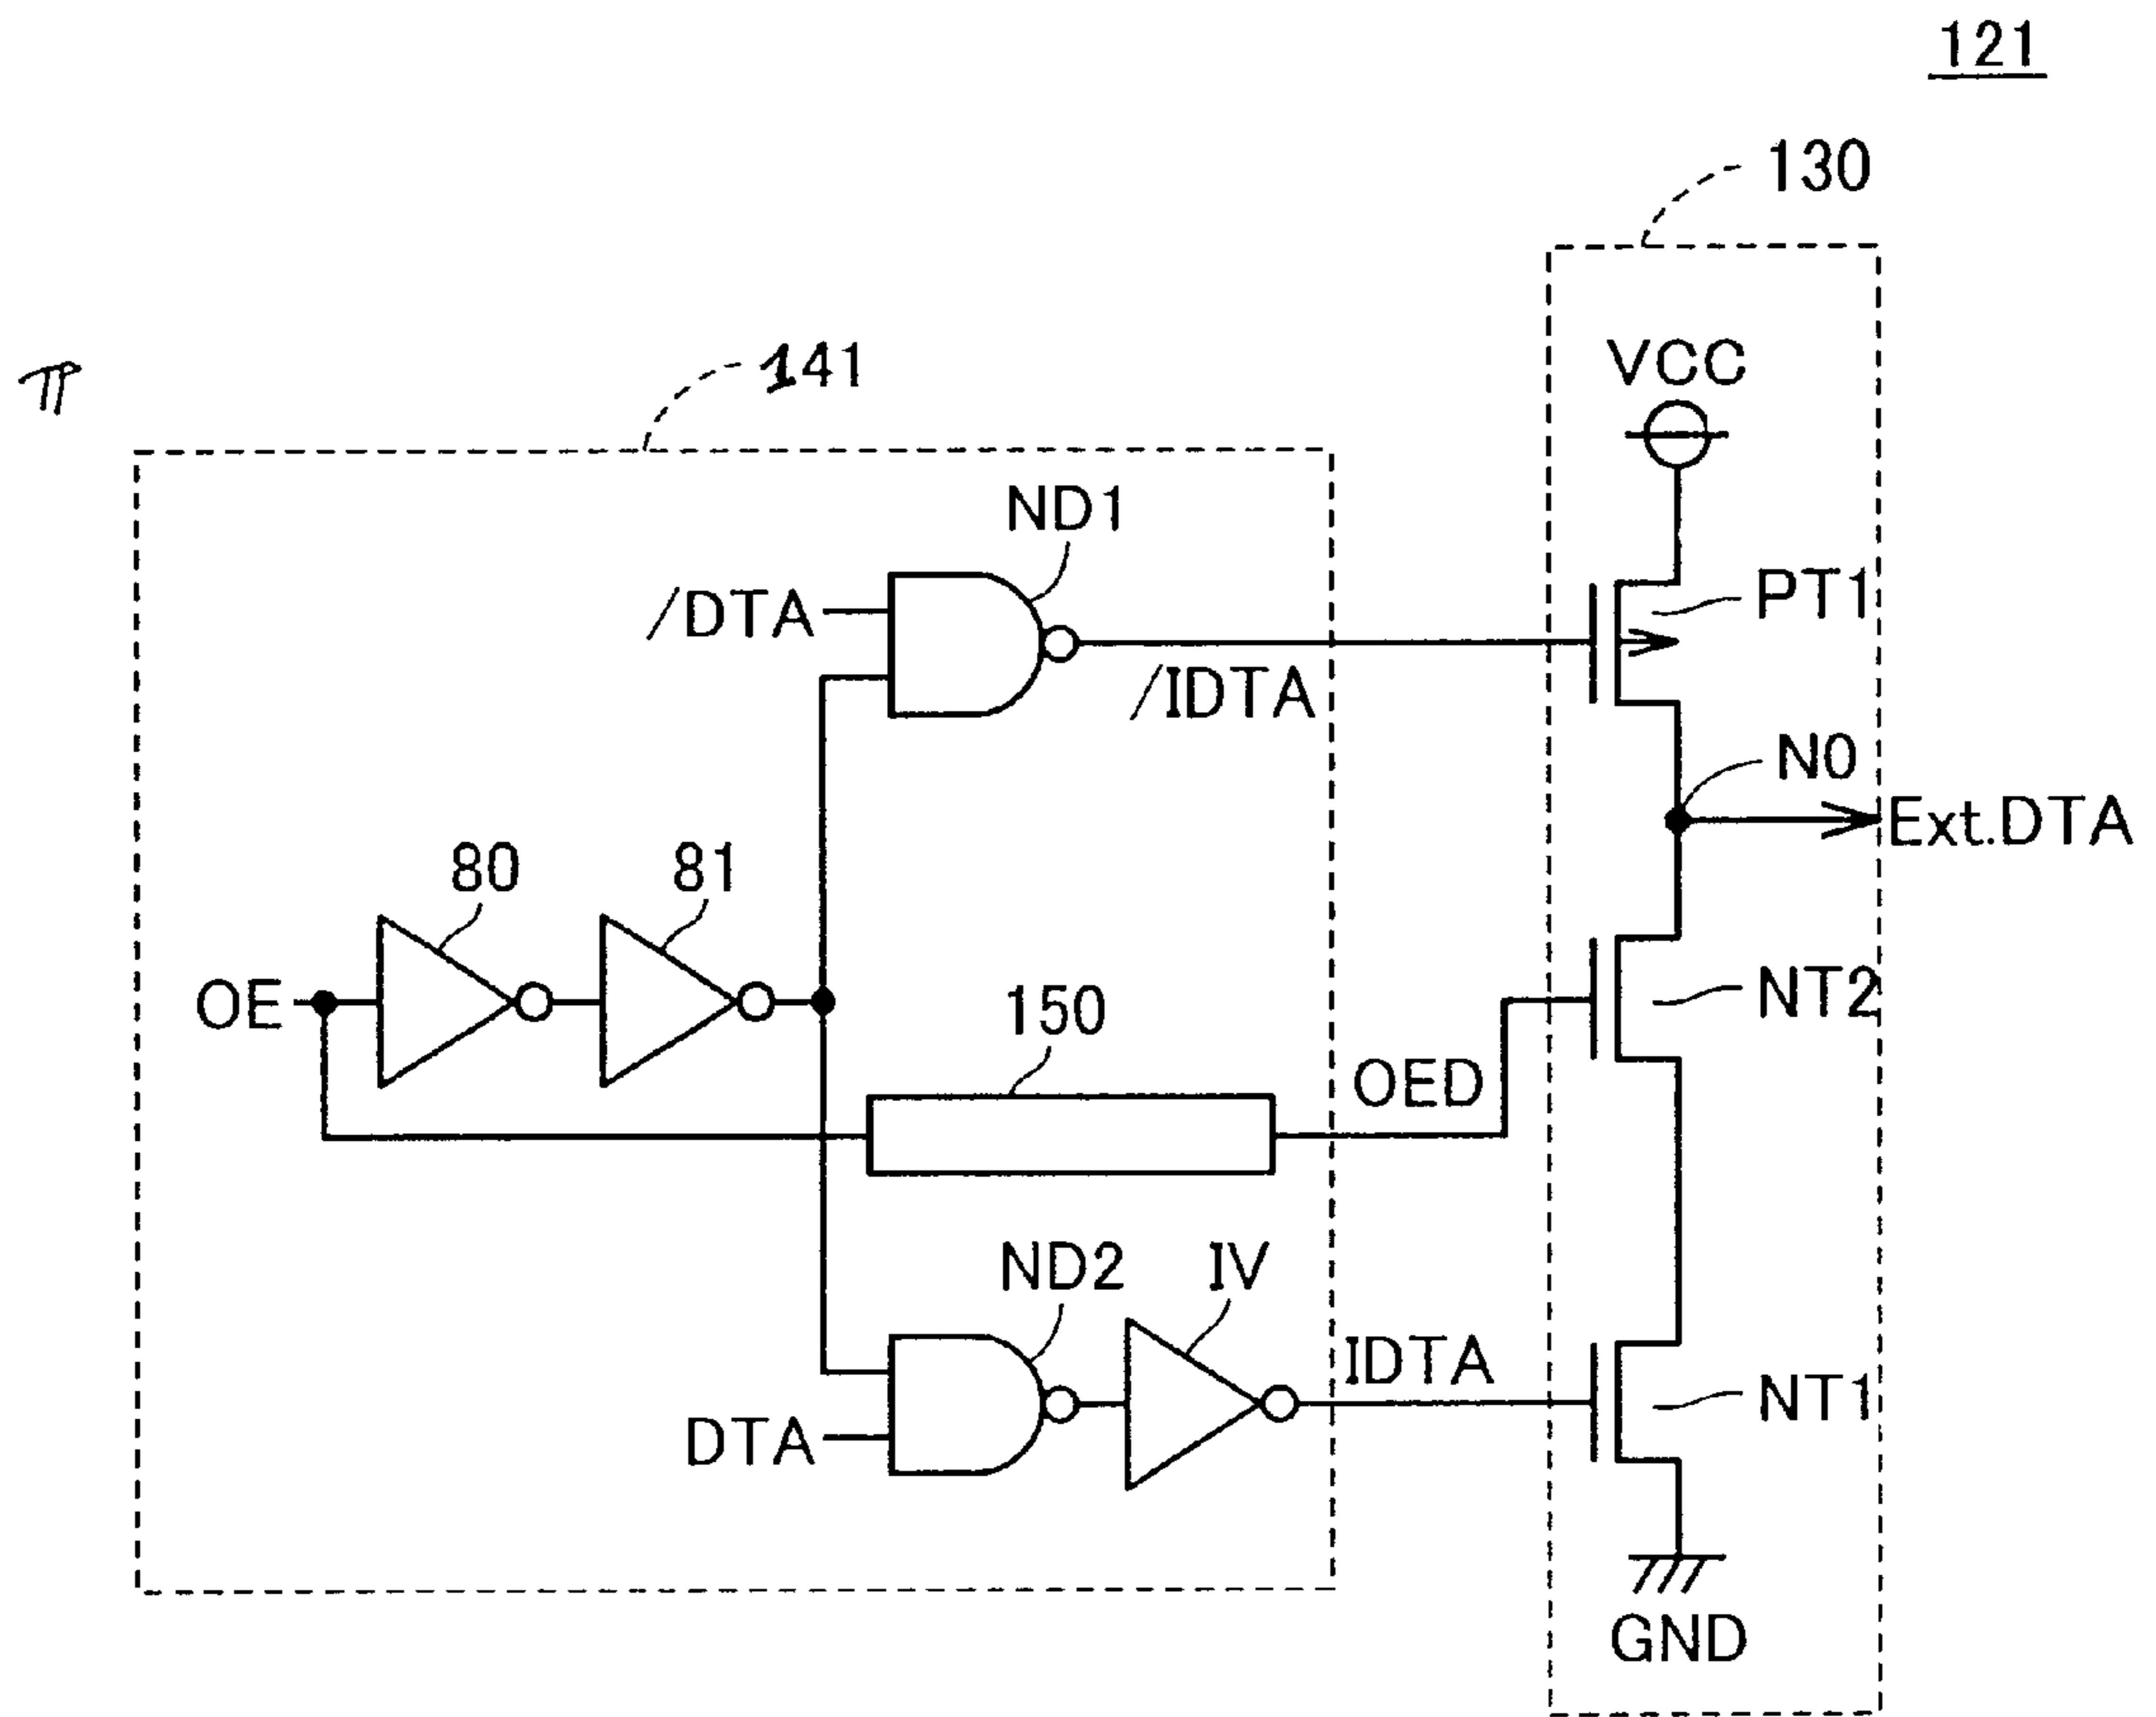 121
130
141
VCC
ND1
/DTA
PT1
/IDTA
N0
Ext.DTA
80
81
OE
150
NT2
OED
ND2
IV
IDTA
DTA
NT1
GND